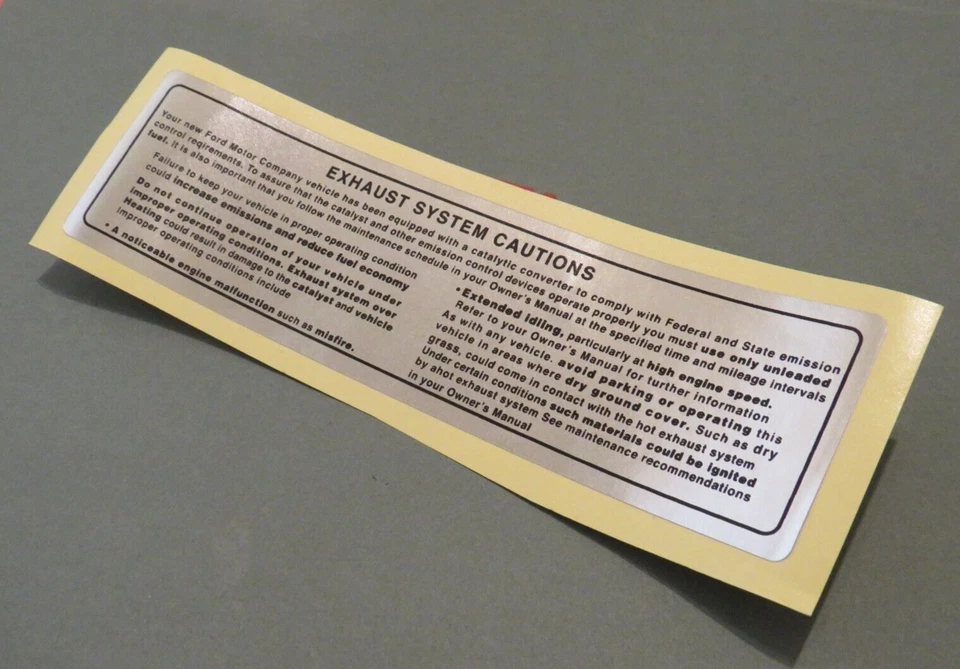 EXHAUST SYSTEM CAUTIONS
Your new Ford Motor Company vehicle has been equipped with a catalytic converter to comply with Federal and State emission
control reqirements. To assure that the catalyst and other emission control devices operate properly you must use only unleaded
fuel. It is also important that you follow the maintenance schedule in your Owner's Manual at the specified time and mileage intervals
Failure to keep your vehicle in proper operating condition
could increase emissions and reduce fuel economy
Do not continue operation of your vehicle under
improper operating conditions. Exhaust system over
Heating could result in damage to the catalyst and vehicle
improper operating conditions include
• A noticeable engine malfunction such as misfire.
• Extended idling, particularly at high engine speed.
Refer to your Owner's Manual for turther information
As with any vehicle. avoid parking or operating this
vehicle in areas where dry ground cover. Such as dry
grass, could come in contact with the hot exhaust system
Under certain conditions such materials could be ignited
by ahot exhaust system See maintenance recommendations
in your Owner's Manual